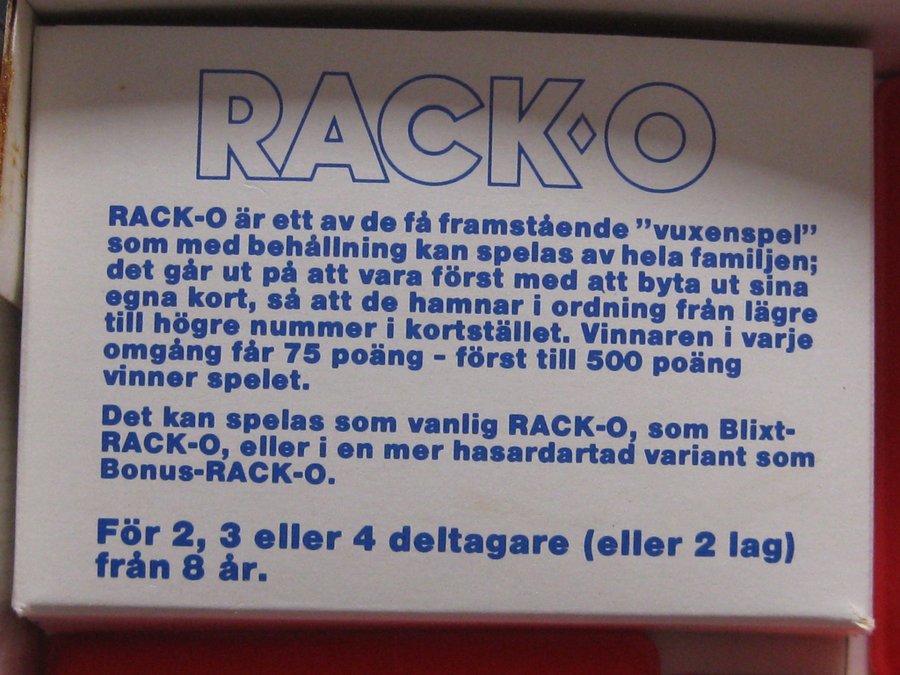 RACK·O
RACK-O är ett av de få framstående "vuxenspel"
som med behållning kan spelas av hela familjen;
det går ut på att vara först med att byta ut sina
egna kort, så att de hamnar i ordning från lägre
till högre nummer i kortstället. Vinnaren i varje
omgång får 75 poäng - först till 500 poäng
vinner spelet.
Det kan spelas som vanlig RACK-O, som Blixt-
RACK-O, eller i en mer hasardartad variant som
Bonus-RACK-O.
För 2, 3 eller 4 deltagare (eller 2 lag)
från 8 år.